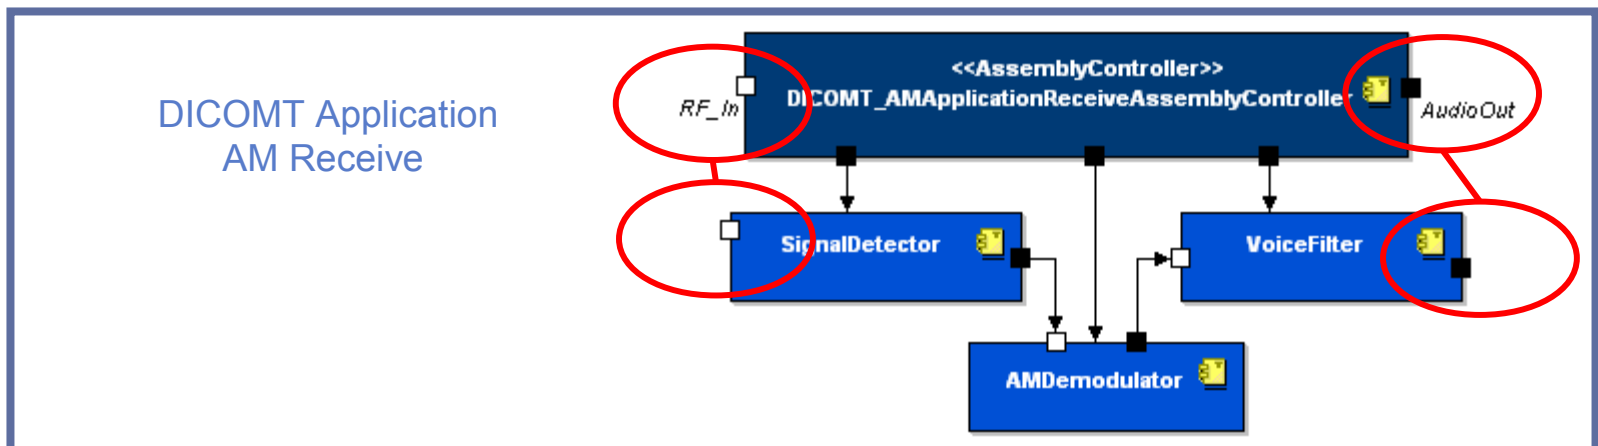 DICOMT Application
AM Receive
<<AssemblyController>>
DICOMT_AMApplicationReceiveAssemblyController
RF_In
AudioOut
SignalDetector
VoiceFilter
AMDemodulator